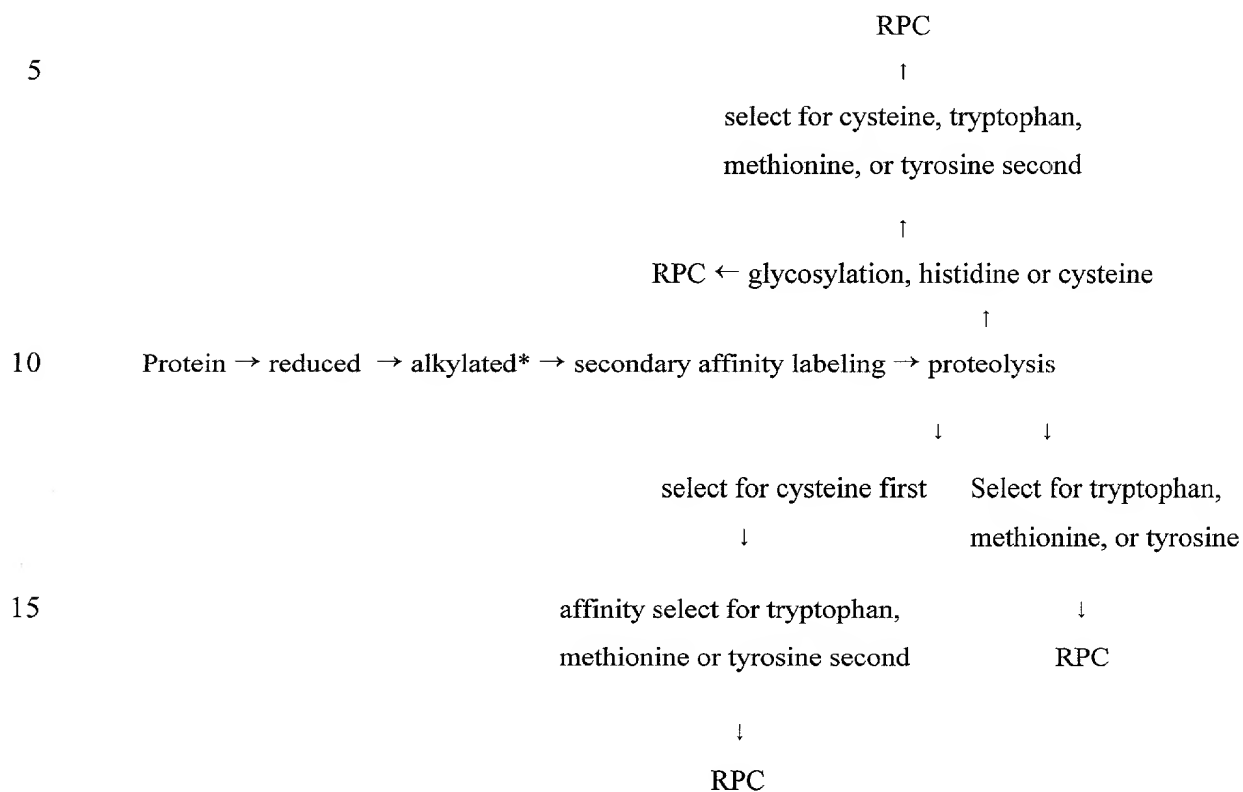 RPC
5 ↑
select for cysteine, tryptophan,
methionine, or tyrosine second
↑
RPC ← glycosylation, histidine or cysteine
↑
10 Protein → reduced → alkylated* → secondary affinity labeling → proteolysis
↓ ↓
select for cysteine first Select for tryptophan,
↓ methionine, or tyrosine
15 affinity select for tryptophan, ↓
methionine or tyrosine second RPC
↓
RPC